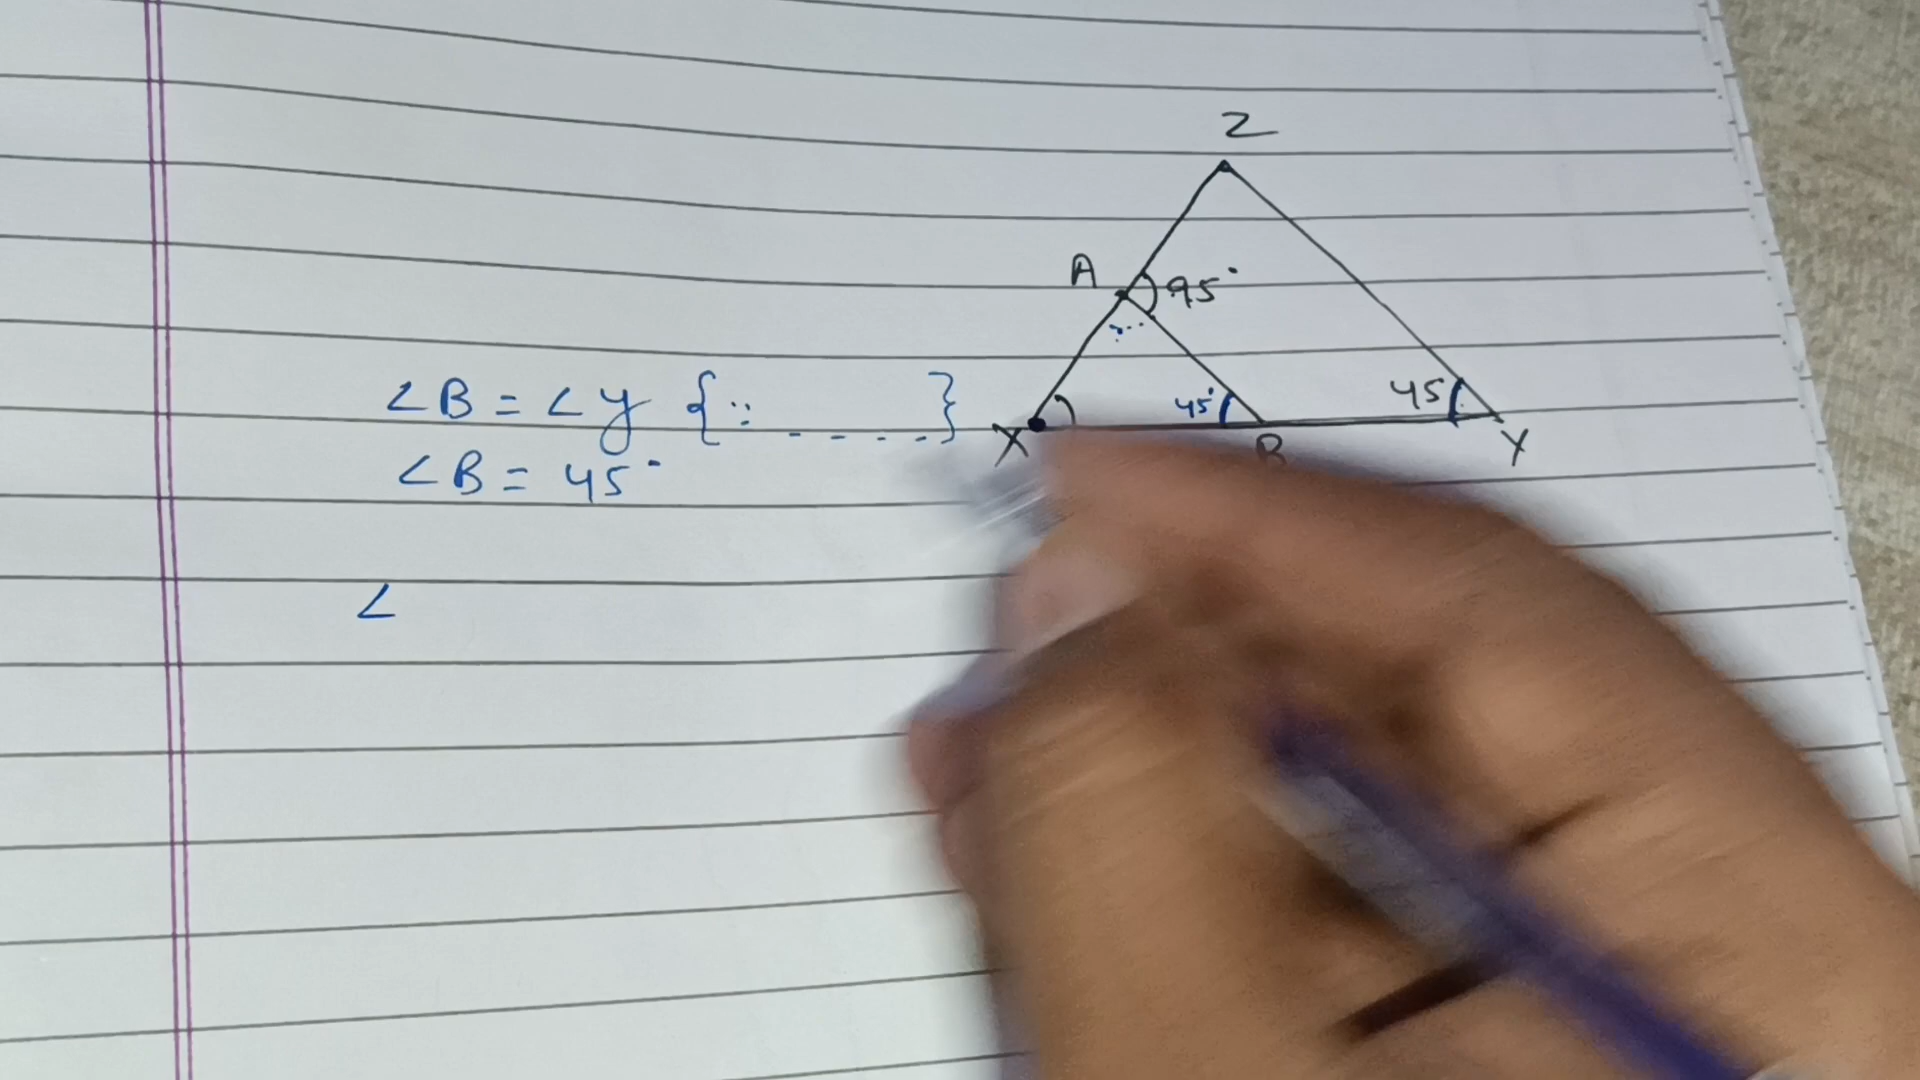 Z
A 95°
∠B = ∠y { ∵ - - - - }
45° 45
X B Y
∠B = 45°
∠